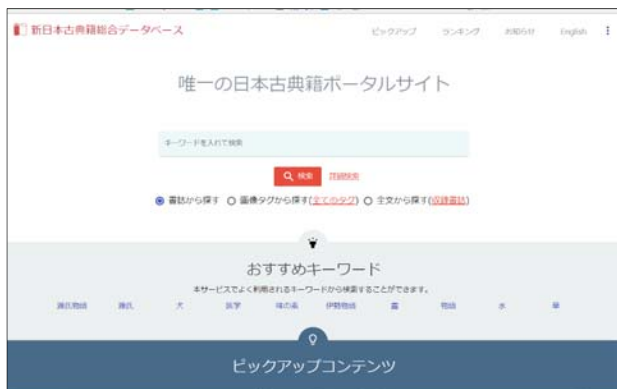 新日本古典籍総合データベース
ピックアップ ランキング お知らせ English
唯一の日本古典籍ポータルサイト
キーワードを入れて検索
検索 詳細検索
書誌から探す 画像タグから探す(全てのタグ) 全文から探す(収録書誌)
おすすめキーワード
本サービスでよく利用されるキーワードから検索することができます。
源氏物語 源氏 犬 医学 味の素 伊勢物語 物語 水
ピックアップコンテンツ